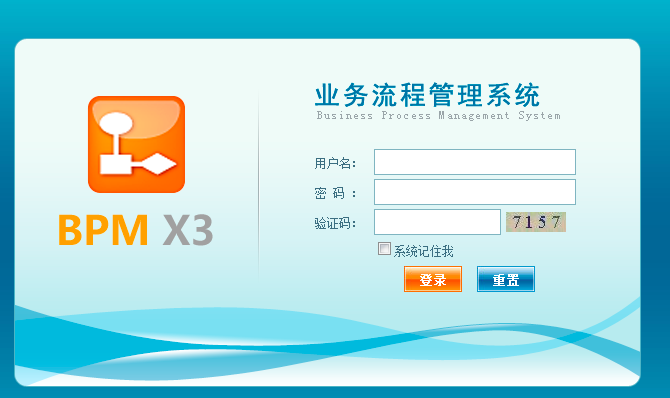 业务流程管理系统
Business Process Management System
BPM X3
用户名：
密 码 ：
验证码：
7157
系统记住我
登录
重置